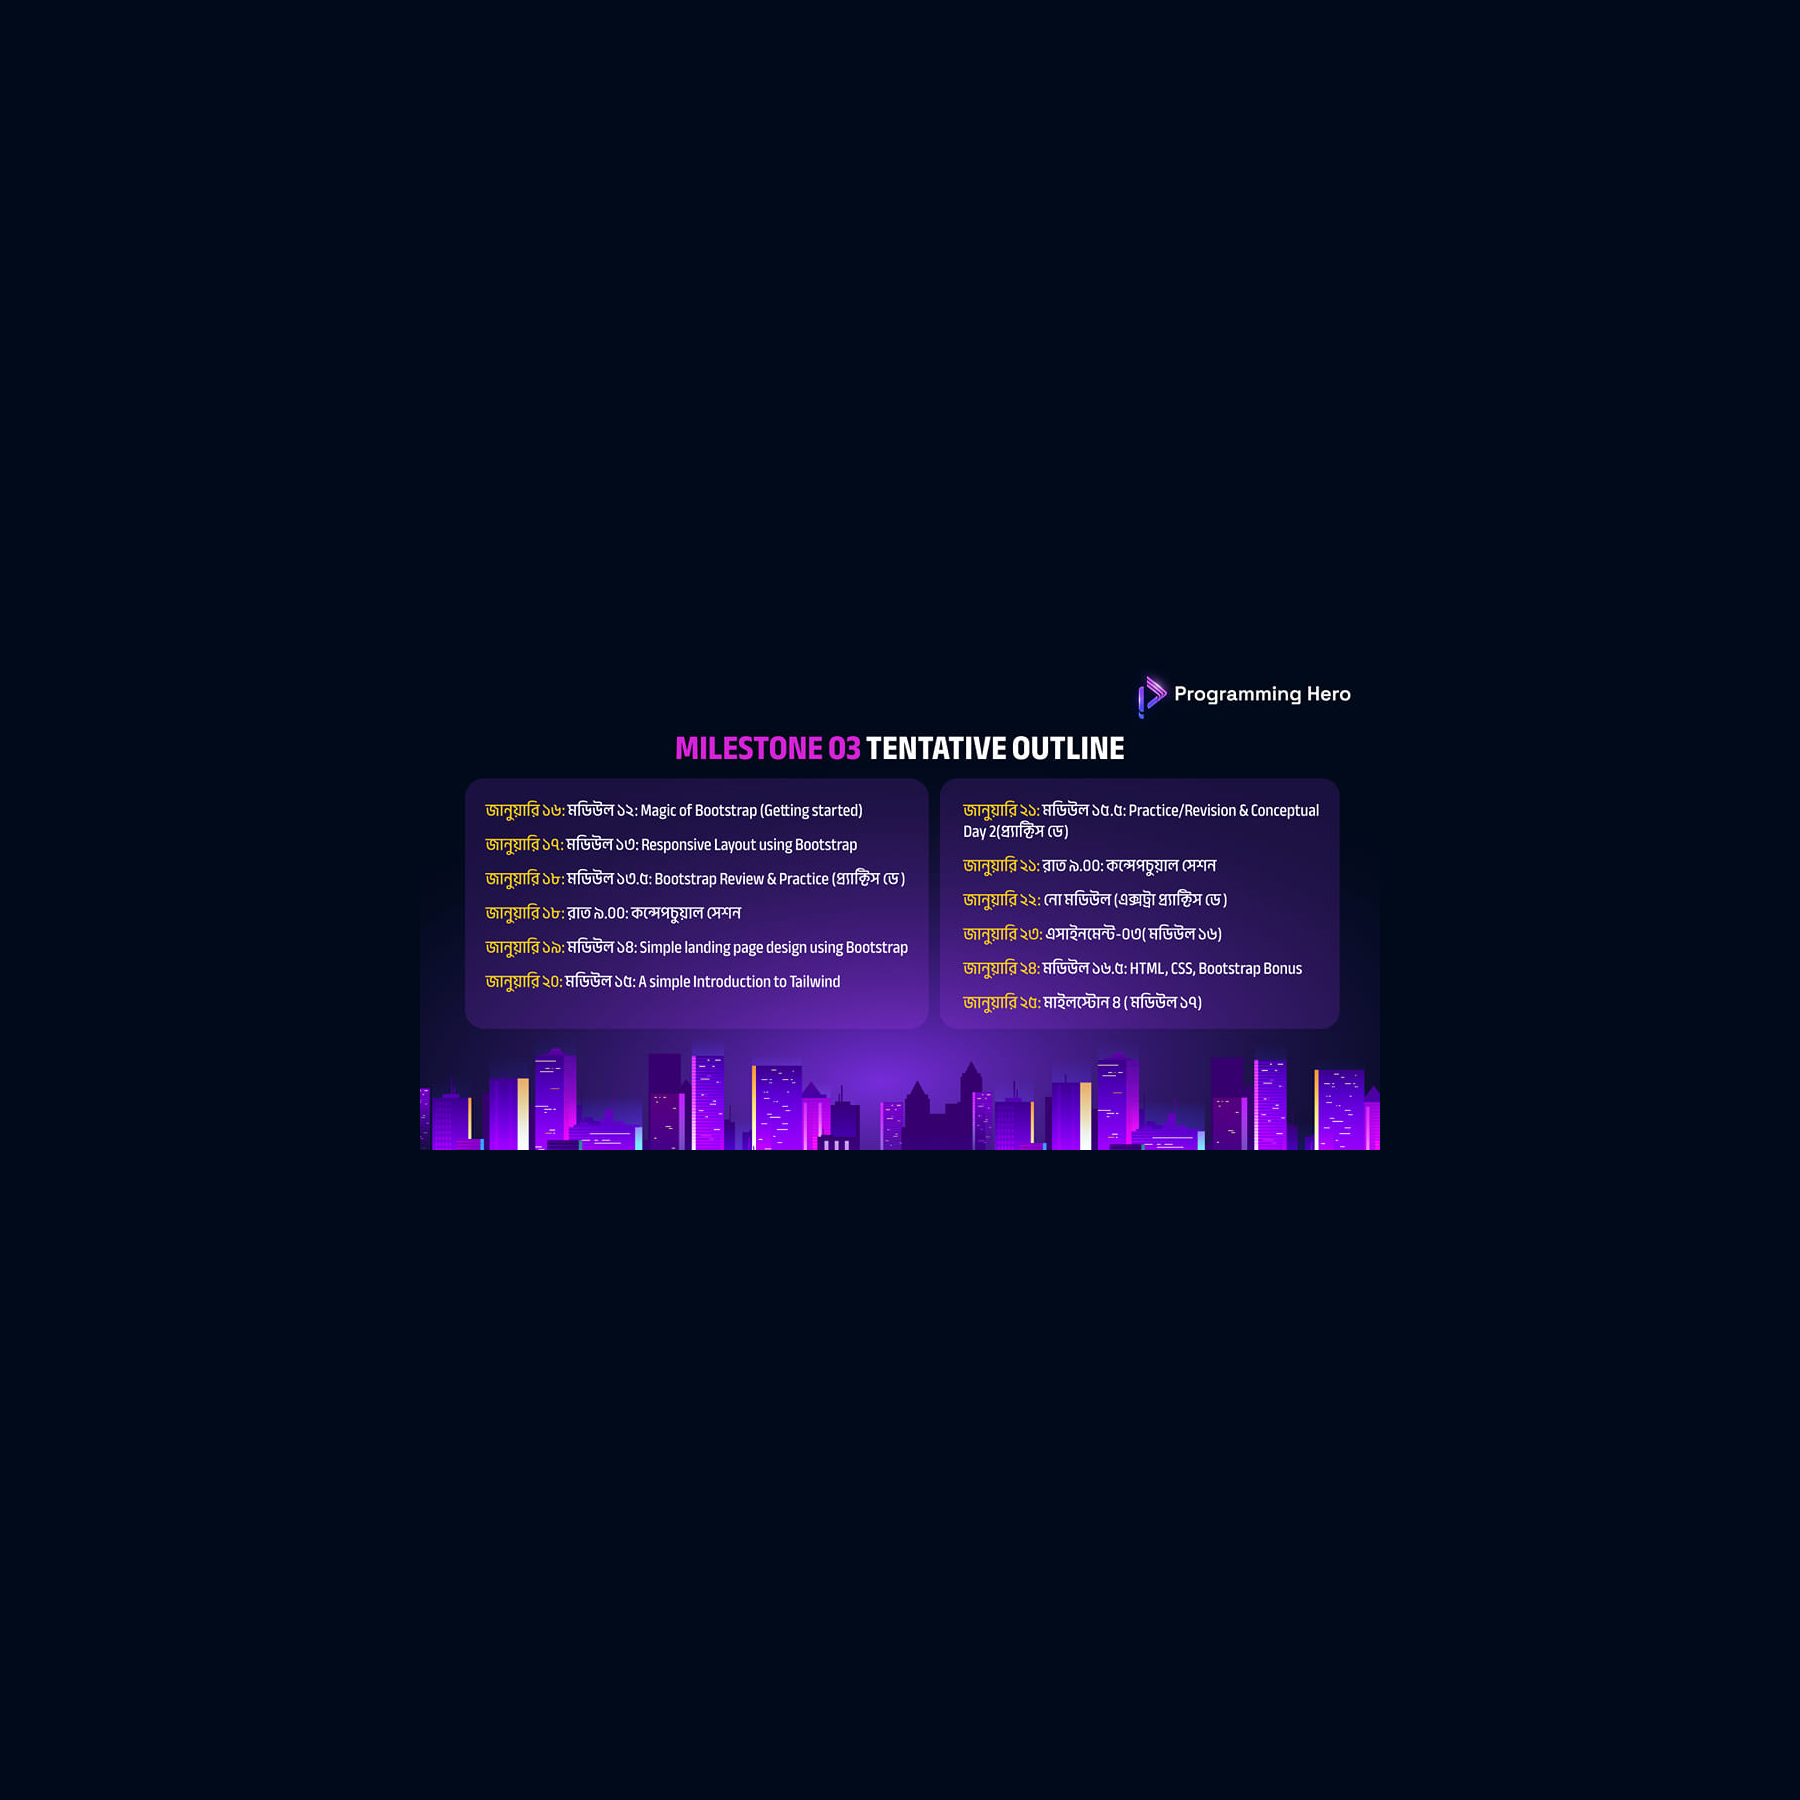 Programming Hero
MILESTONE 03 TENTATIVE OUTLINE
জানুয়ারি ১৬: মডিউল ১২: Magic of Bootstrap (Getting started)
জানুয়ারি ১৭: মডিউল ১৩: Responsive Layout using Bootstrap
জানুয়ারি ১৮: মডিউল ১৩.৫: Bootstrap Review & Practice (প্র্যাক্টিস ডে )
জানুয়ারি ১৮: রাত ৯.০০: কন্সেপচুয়াল সেশন
জানুয়ারি ১৯: মডিউল ১৪: Simple landing page design using Bootstrap
জানুয়ারি ২০: মডিউল ১৫: A simple Introduction to Tailwind
জানুয়ারি ২১: মডিউল ১৫.৫: Practice/Revision & Conceptual
Day 2(প্র্যাক্টিস ডে)
জানুয়ারি ২১: রাত ৯.০০: কন্সেপচুয়াল সেশন
জানুয়ারি ২২: নো মডিউল (এক্সট্রা প্র্যাক্টিস ডে )
জানুয়ারি ২৩: এসাইনমেন্ট-০৩( মডিউল ১৬)
জানুয়ারি ২৪: মডিউল ১৬.৫: HTML, CSS, Bootstrap Bonus
জানুয়ারি ২৫: মাইলস্টোন ৪ ( মডিউল ১৭)